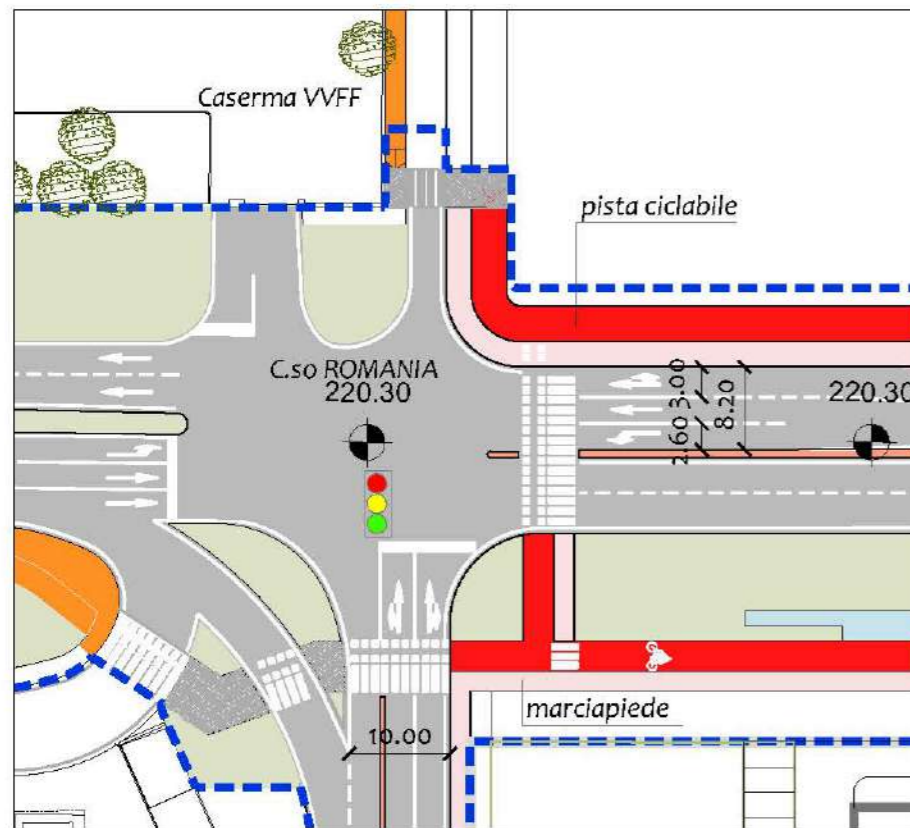 Caserma VVFF
pista ciclabile
C.so ROMANIA
220.30
3.00
2.60
8.20
220.30
marciapiede
10.00